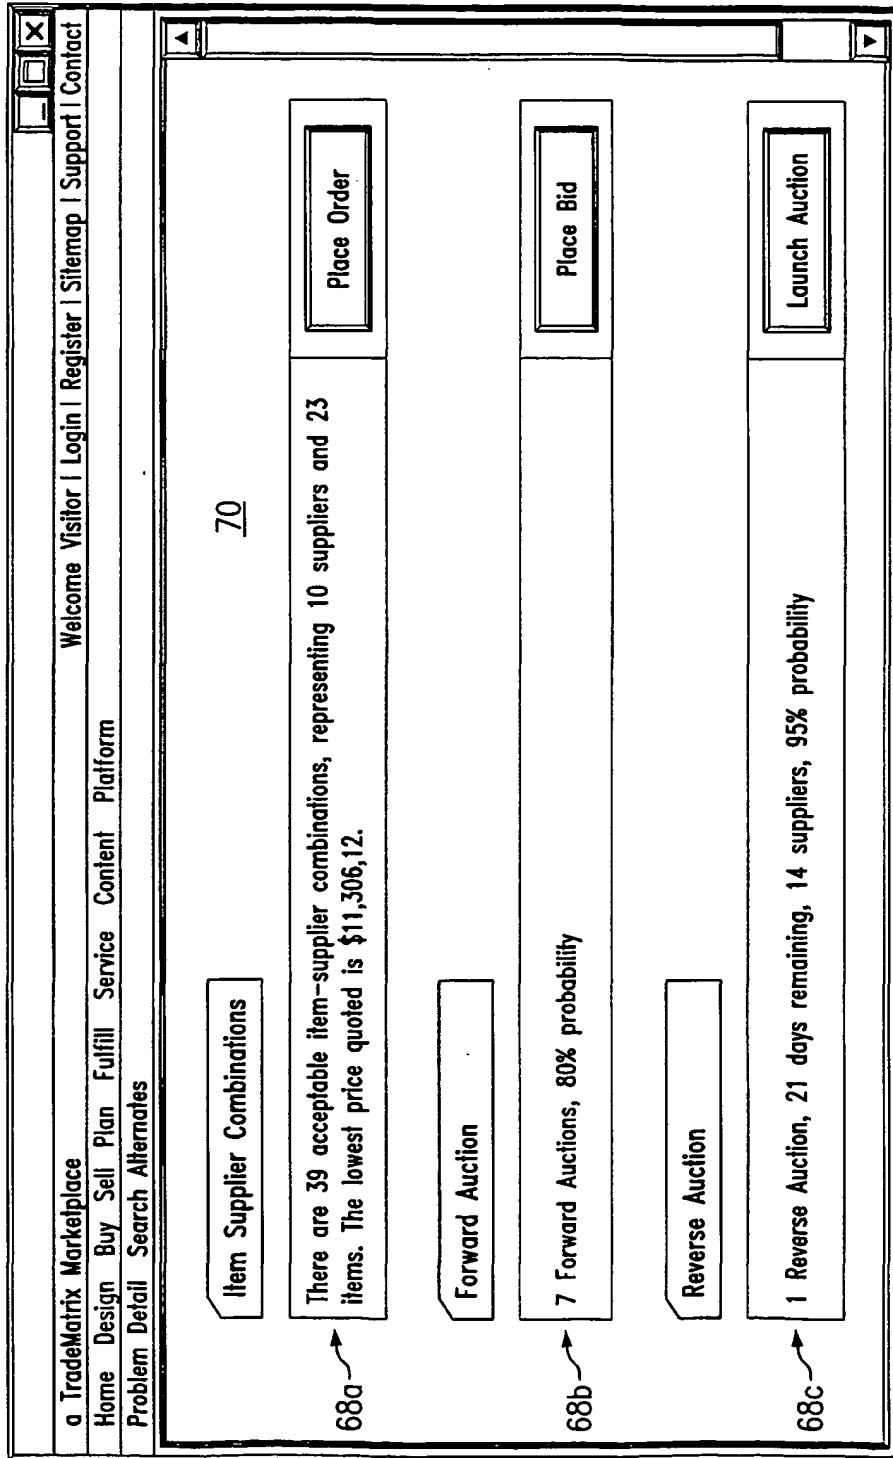 a TradeMatrix Marketplace
Welcome Visitor | Login | Register | Sitemap | Support | Contact
Home Design Buy Sell Plan Fulfill Service Content Platform
Problem Detail Search Alternates
70
Item Supplier Combinations
68a
There are 39 acceptable item-supplier combinations, representing 10 suppliers and 23
items. The lowest price quoted is $11,306,12.
Place Order
Forward Auction
68b
7 Forward Auctions, 80% probability
Place Bid
Reverse Auction
68c
1 Reverse Auction, 21 days remaining, 14 suppliers, 95% probability
Launch Auction